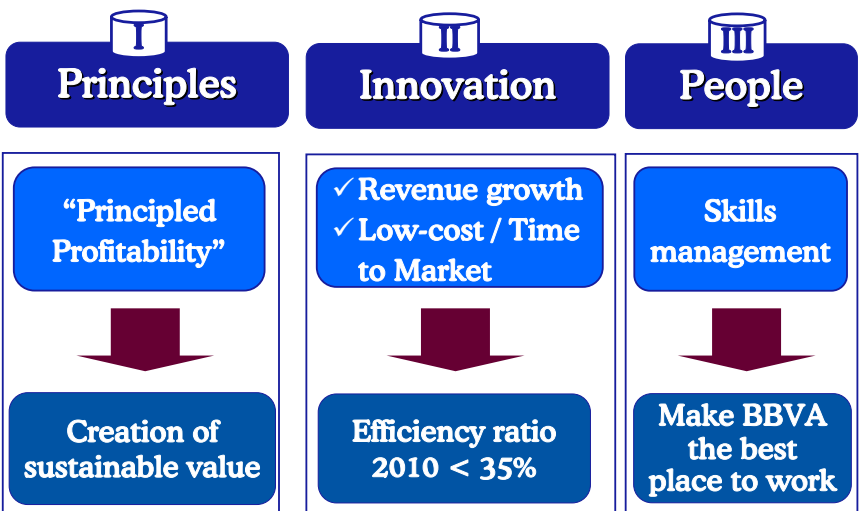 I
Principles
“Principled
Profitability”
Creation of
sustainable value
II
Innovation
✓ Revenue growth
✓ Low-cost / Time
to Market
Efficiency ratio
2010 < 35%
III
People
Skills
management
Make BBVA
the best
place to work